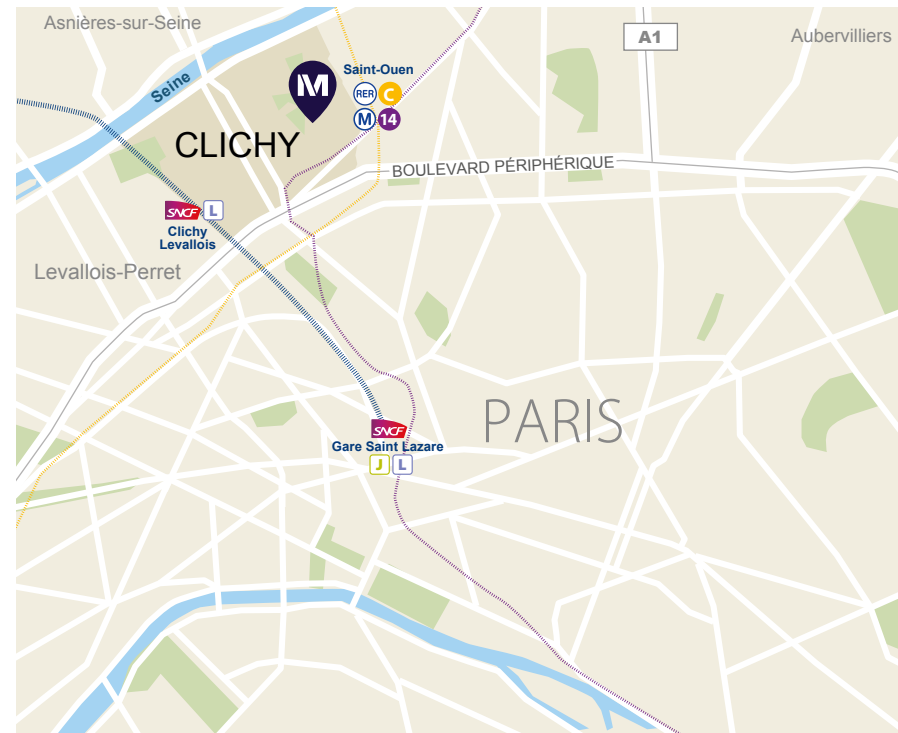 Asnières-sur-Seine
A1
Aubervilliers
Seine
M
Saint-Ouen
RER C
M 14
CLICHY
BOULEVARD PÉRIPHÉRIQUE
SNCF L
Clichy
Levallois
Levallois-Perret
PARIS
SNCF
Gare Saint Lazare
J L